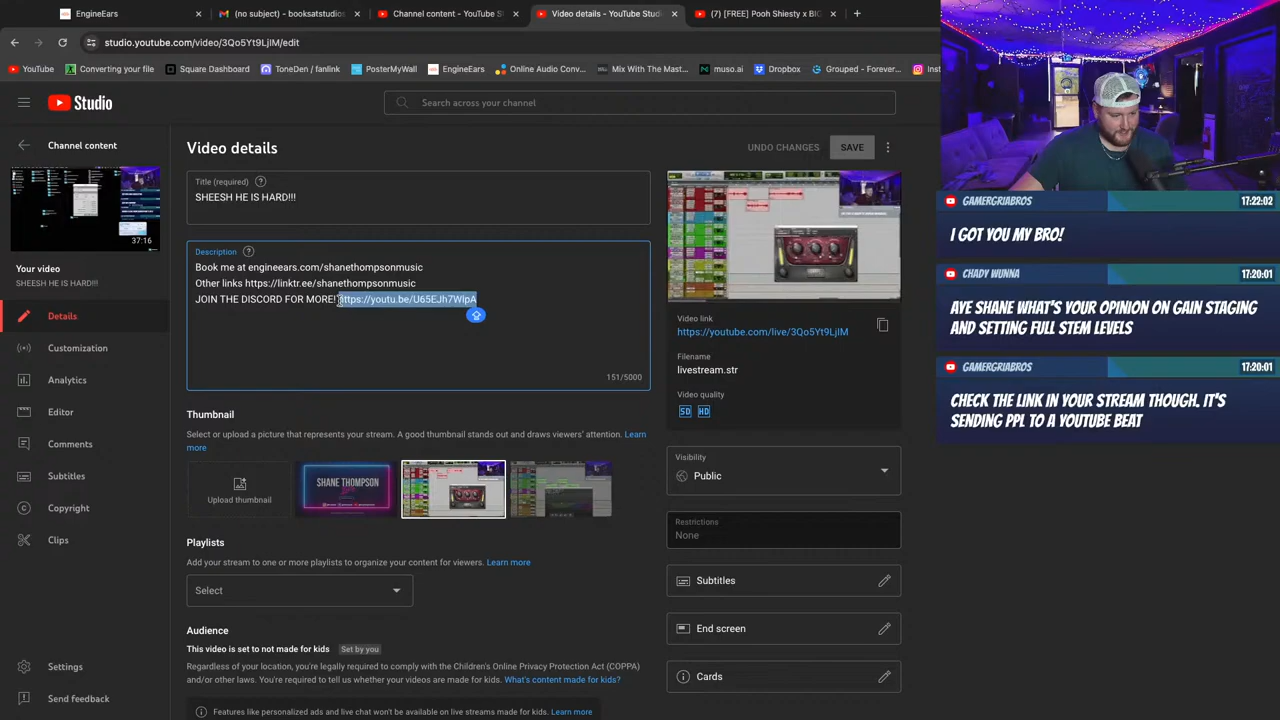 EngineEars
(no subject) - booksatstudios
Channel content - YouTube S
Video details - YouTube Studi
(7) [FREE] Pooh Shiesty x BIG
studio.youtube.com/video/3Qo5Yt9LjlM/edit
YouTube
Converting your file
Square Dashboard
ToneDen / fanlink
PosterMyWall
EngineEars
Online Audio Conv...
Mix With The Mast...
muso.ai
Dropbox
Grouped - Forever...
Inst
Studio
Search across your channel
Channel content
37:16
Your video
SHEESH HE IS HARD!!!
Details
Customization
Analytics
Editor
Comments
Subtitles
Copyright
Clips
Settings
Send feedback
Video details
UNDO CHANGES
SAVE
Title (required)
SHEESH HE IS HARD!!!
Description
Book me at engineears.com/shanethompsonmusic
Other links https://linktr.ee/shanethompsonmusic
JOIN THE DISCORD FOR MORE! https://youtu.be/U65EJh7WIpA
151/5000
Thumbnail
Select or upload a picture that represents your stream. A good thumbnail stands out and draws viewers' attention. Learn
more
Upload thumbnail
SHANE THOMPSON
Playlists
Add your stream to one or more playlists to organize your content for viewers. Learn more
Select
Audience
This video is set to not made for kids Set by you
Regardless of your location, you're legally required to comply with the Children's Online Privacy Protection Act (COPPA)
and/or other laws. You're required to tell us whether your videos are made for kids. What's content made for kids?
Features like personalized ads and live chat won't be available on live streams made for kids. Learn more
Video link
https://youtube.com/live/3Qo5Yt9LjlM
Filename
livestream.str
Video quality
SD HD
Visibility
Public
Restrictions
None
Subtitles
End screen
Cards
GAMERGRIABROS 17:22:02
I GOT YOU MY BRO!
CHADY WUNNA 17:20:01
AYE SHANE WHAT'S YOUR OPINION ON GAIN STAGING
AND SETTING FULL STEM LEVELS
GAMERGRIABROS 17:20:01
CHECK THE LINK IN YOUR STREAM THOUGH. IT'S
SENDING PPL TO A YOUTUBE BEAT